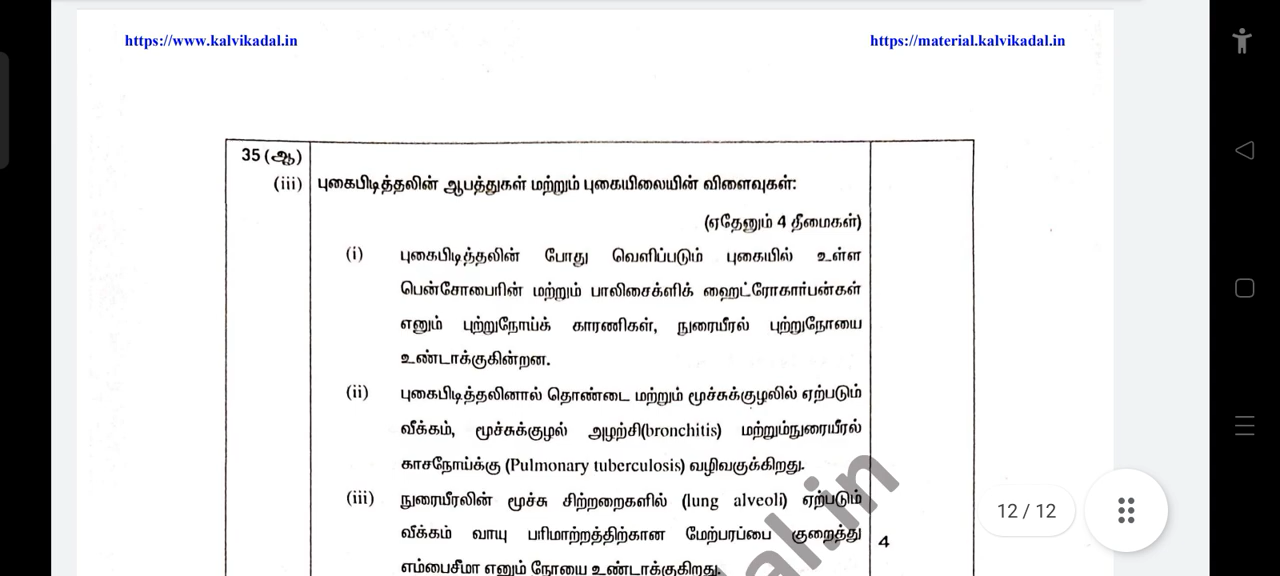 https://www.kalvikadal.in
https://material.kalvikadal.in
35 (ஆ)
(iii) புகைபிடித்தலின் ஆபத்துகள் மற்றும் புகையிலையின் விளைவுகள்:
(ஏதேனும் 4 தீமைகள்)
(i) புகைபிடித்தலின் போது வெளிப்படும் புகையில் உள்ள
பென்சோபைரின் மற்றும் பாலிசைக்ளிக் ஹைட்ரோகார்பன்கள்
எனும் புற்றுநோய்க் காரணிகள், நுரையீரல் புற்றுநோயை
உண்டாக்குகின்றன.
(ii) புகைபிடித்தலினால் தொண்டை மற்றும் மூச்சுக்குழலில் ஏற்படும்
வீக்கம், மூச்சுக்குழல் அழற்சி(bronchitis) மற்றும்நுரையீரல்
காசநோய்க்கு (Pulmonary tuberculosis) வழிவகுக்கிறது.
(iii) நுரையீரலின் மூச்சு சிற்றறைகளில் (lung alveoli) ஏற்படும்
வீக்கம் வாயு பரிமாற்றத்திற்கான மேற்பரப்பை குறைத்து
எம்பைசீமா எனும் நோயை உண்டாக்குகிறது.
4
12 / 12
al.in